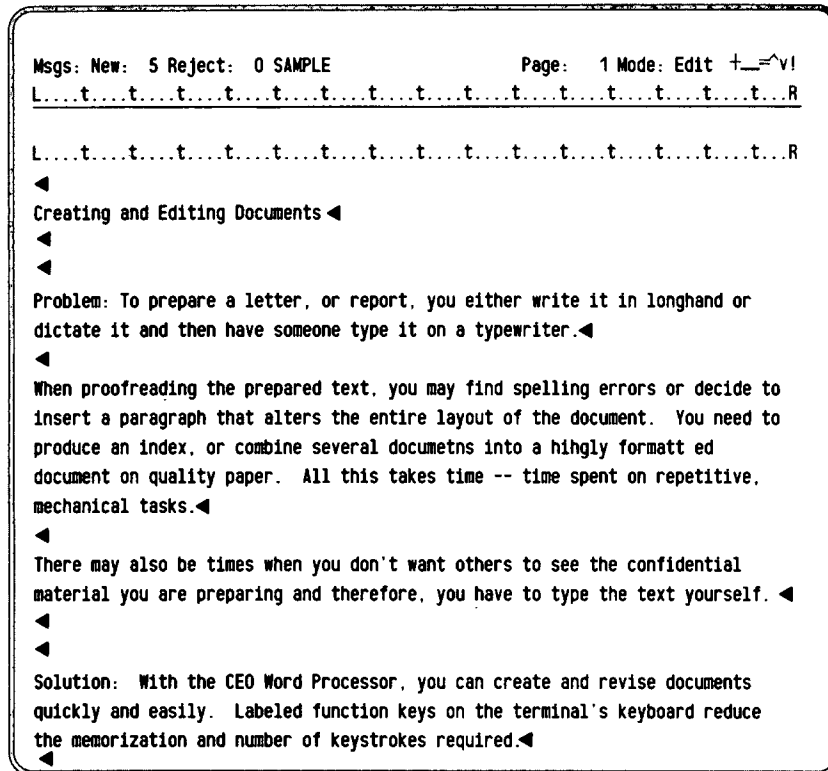 Msgs: New:  5 Reject:  0 SAMPLE                    Page:   1 Mode: Edit +__=^v!
L....t....t....t....t....t....t....t....t....t....t....t....t....t....t....t...R
L....t....t....t....t....t....t....t....t....t....t....t....t....t....t....t...R
◄
Creating and Editing Documents ◄
◄
◄
Problem: To prepare a letter, or report, you either write it in longhand or
dictate it and then have someone type it on a typewriter.◄
◄
When proofreading the prepared text, you may find spelling errors or decide to
insert a paragraph that alters the entire layout of the document.  You need to
produce an index, or combine several documetns into a hihgly formatt ed
document on quality paper.  All this takes time -- time spent on repetitive,
mechanical tasks.◄
◄
There may also be times when you don't want others to see the confidential
material you are preparing and therefore, you have to type the text yourself. ◄
◄
◄
Solution:  With the CEO Word Processor, you can create and revise documents
quickly and easily.  Labeled function keys on the terminal's keyboard reduce
the memorization and number of keystrokes required.◄
◄